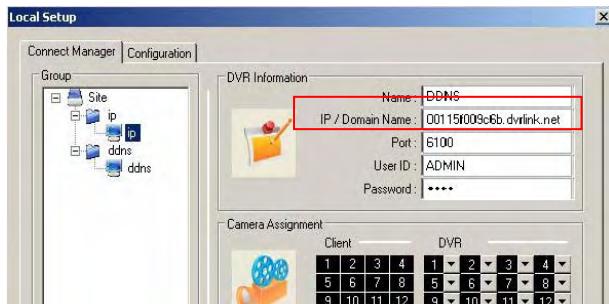 Local Setup
Connect Manager
Configuration
Group
Site
ip
ip
ddns
ddns
DVR Information
Name : DDNS
IP / Domain Name : 00115f009c6b.dvrlink.net
Port : 6100
User ID : ADMIN
Password : ****
Camera Assignment
Client DVR
1 2 3 4 1 2 3 4
5 6 7 8 5 6 7 8
9 10 11 12 9 10 11 12